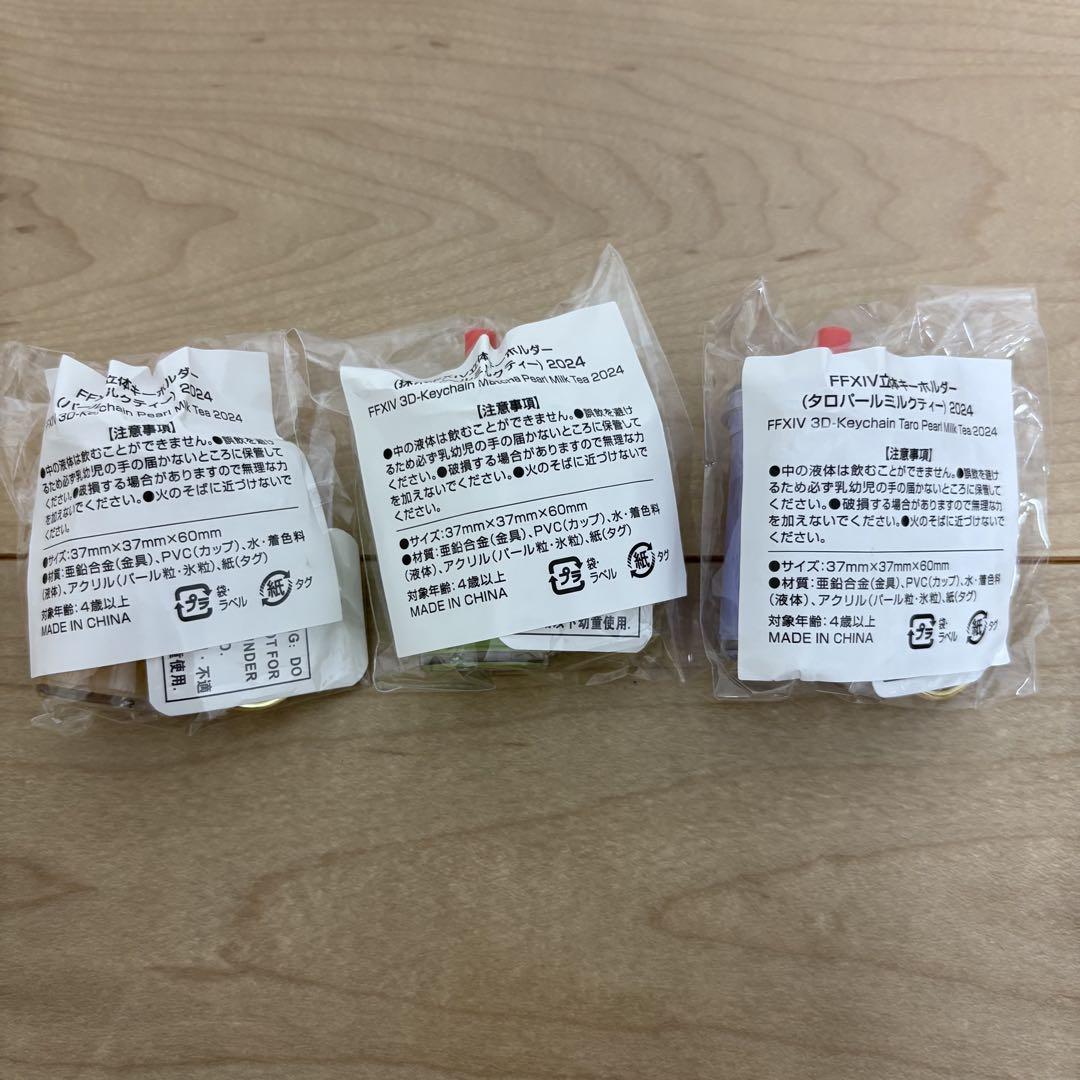 FFXIV立体キーホルダー
(パールミルクティー) 2024
FFXIV 3D-Keychain Pearl Milk Tea 2024
【注意事項】
●中の液体は飲むことができません。●誤飲を避け
るため必ず乳幼児の手の届かないところに保管して
ください。●破損する場合がありますので無理な力
を加えないでください。●火のそばに近づけないで
ください。
●サイズ:37mm×37mm×60mm
●材質:亜鉛合金(金具)、PVC(カップ)、水・着色料
(液体)、アクリル(パール粒・氷粒)、紙(タグ)
対象年齢:4歳以上
MADE IN CHINA
プラ
袋・
ラベル
紙
タグ
G: DO
OT FOR
UNDER
不適
使用.
立体キーホルダー
ルクティー) 2024
FFXIV 3D-Keychain Matcha Pearl Milk Tea 2024
【注意事項】
●中の液体は飲むことができません。●誤飲を避け
るため必ず乳幼児の手の届かないところに保管して
ください。●破損する場合がありますので無理な力
を加えないでください。●火のそばに近づけないで
ください。
●サイズ:37mm×37mm×60mm
●材質:亜鉛合金(金具)、PVC(カップ)、水・着色料
(液体)、アクリル(パール粒・氷粒)、紙(タグ)
対象年齢:4歳以上
MADE IN CHINA
プラ
袋・
ラベル
紙
タグ
以下幼童使用.
FFXIV立体キーホルダー
(タロパールミルクティー) 2024
FFXIV 3D-Keychain Taro Pearl Milk Tea 2024
【注意事項】
●中の液体は飲むことができません。●誤飲を避け
るため必ず乳幼児の手の届かないところに保管して
ください。●破損する場合がありますので無理な力
を加えないでください。●火のそばに近づけないで
ください。
●サイズ:37mm×37mm×60mm
●材質:亜鉛合金(金具)、PVC(カップ)、水・着色料
(液体)、アクリル(パール粒・氷粒)、紙(タグ)
対象年齢:4歳以上
MADE IN CHINA
プラ
袋・
ラベル
紙
タグ